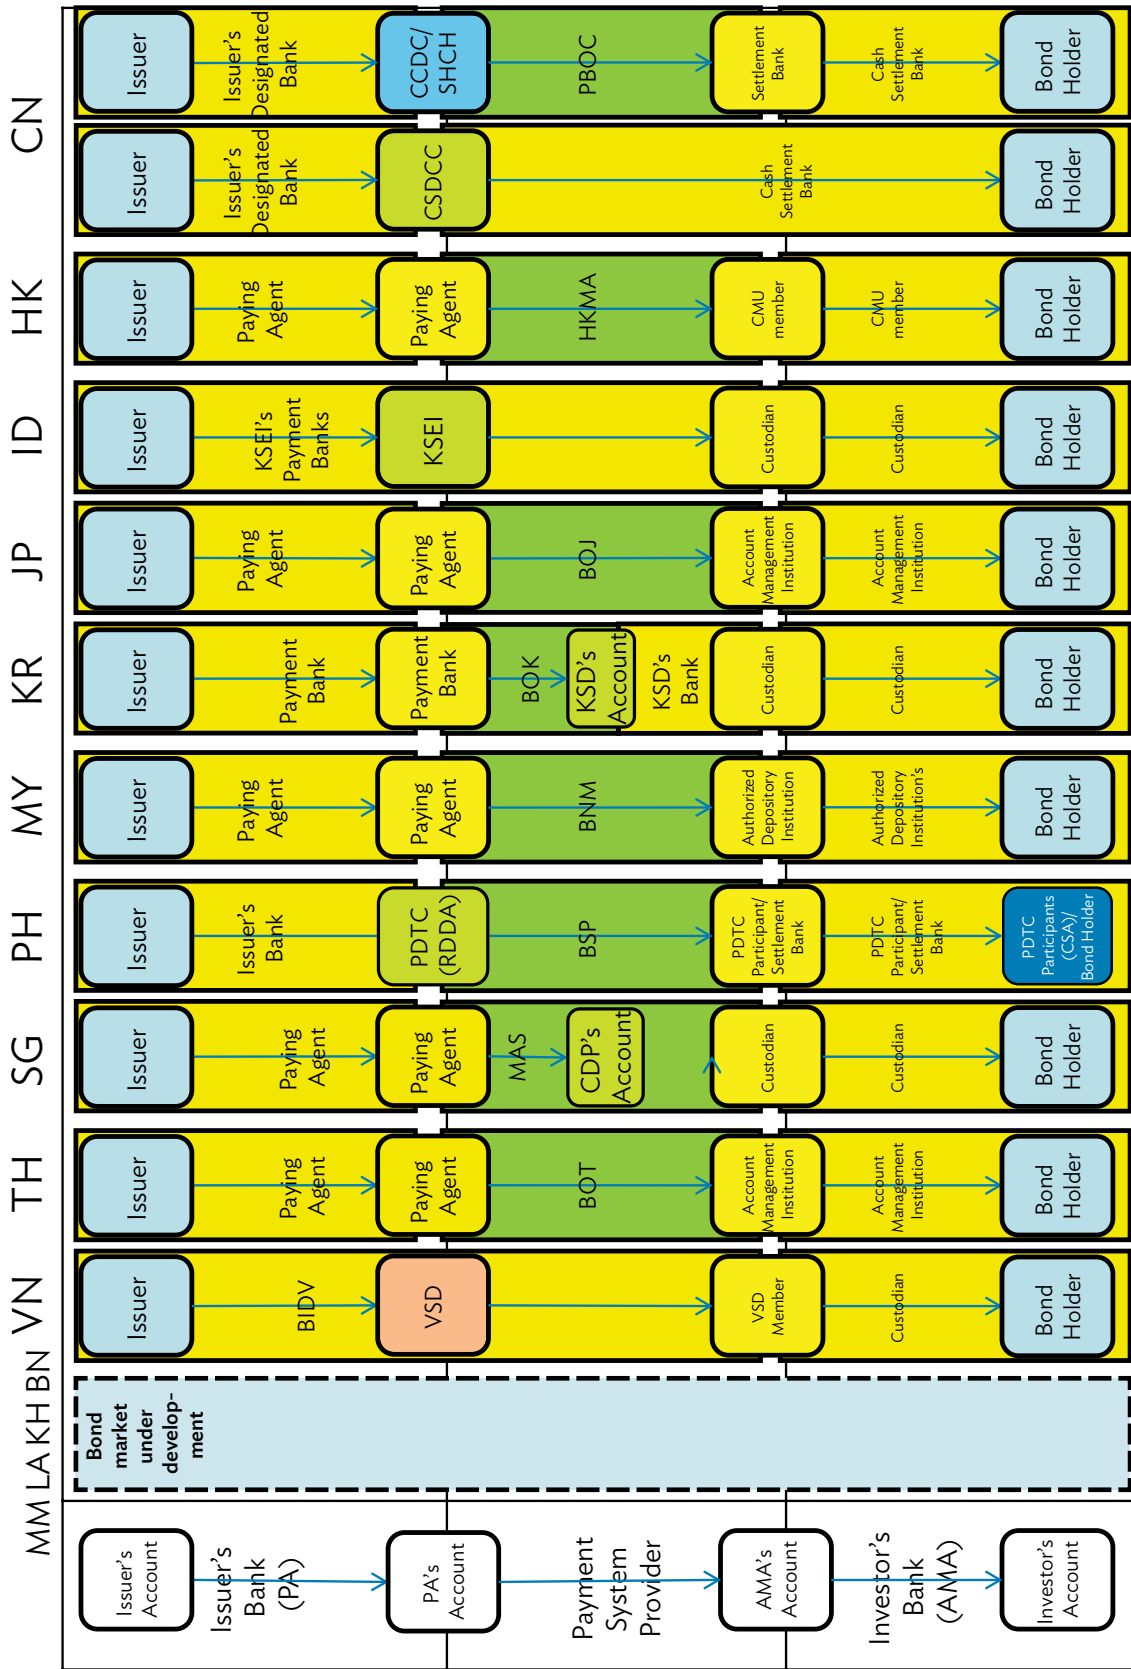 MM LA KH BN
VN
TH
SG
PH
MY
KR
JP
ID
HK
CN
Issuer's
Account
Issuer's
Bank
(PA)
PA's
Account
Payment
System
Provider
AMA's
Account
Investor's
Bank
(AMA)
Investor's
Account
Bond
market
under
develop-
ment
Issuer
BIDV
VSD
VSD
Member
Custodian
Bond
Holder
Issuer
Paying
Agent
Paying
Agent
BOT
Account
Management
Institution
Account
Management
Institution
Bond
Holder
Issuer
Paying
Agent
Paying
Agent
MAS
CDP's
Account
Custodian
Custodian
Bond
Holder
Issuer
Issuer's
Bank
PDTC
(RDDA)
BSP
PDTC
Participant/
Settlement
Bank
PDTC
Participant/
Settlement
Bank
PDTC
Participants
(CSA)/
Bond Holder
Issuer
Paying
Agent
Paying
Agent
BNM
Authorized
Depository
Institution
Authorized
Depository
Institution's
Bond
Holder
Issuer
Payment
Bank
Payment
Bank
BOK
KSD's
Account
KSD's
Bank
Custodian
Custodian
Bond
Holder
Issuer
Paying
Agent
Paying
Agent
BOJ
Account
Management
Institution
Account
Management
Institution
Bond
Holder
Issuer
KSEI's
Payment
Banks
KSEI
Custodian
Custodian
Bond
Holder
Issuer
Paying
Agent
Paying
Agent
HKMA
CMU
member
CMU
member
Bond
Holder
Issuer
Issuer's
Designated
Bank
CSDCC
Cash
Settlement
Bank
Bond
Holder
Issuer
Issuer's
Designated
Bank
CCDC/
SHCH
PBOC
Settlement
Bank
Cash
Settlement
Bank
Bond
Holder